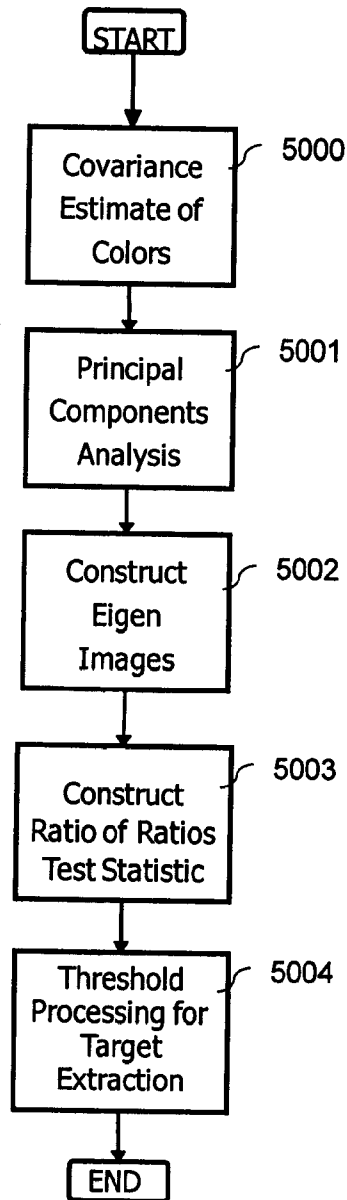 START
5000
Covariance
Estimate of
Colors
5001
Principal
Components
Analysis
5002
Construct
Eigen
Images
5003
Construct
Ratio of Ratios
Test Statistic
5004
Threshold
Processing for
Target
Extraction
END